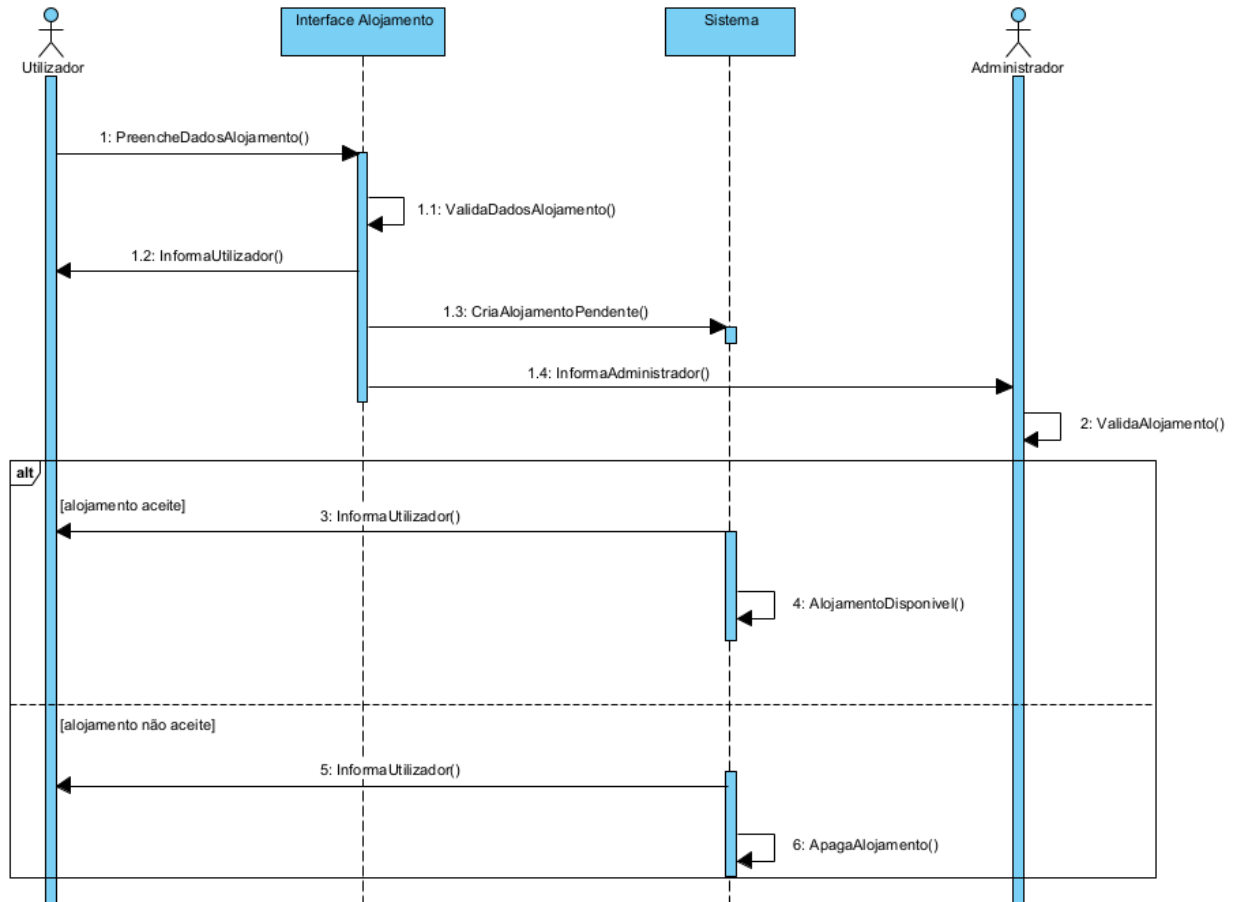 Interface Alojamento
Sistema
Utilizador
Administrador
1: PreencheDadosAlojamento()
1.1: ValidaDadosAlojamento()
1.2: InformaUtilizador()
1.3: CriaAlojamentoPendente()
1.4: InformaAdministrador()
2: ValidaAlojamento()
alt
[alojamento aceite]
3: InformaUtilizador()
4: AlojamentoDisponivel()
[alojamento não aceite]
5: InformaUtilizador()
6: ApagaAlojamento()